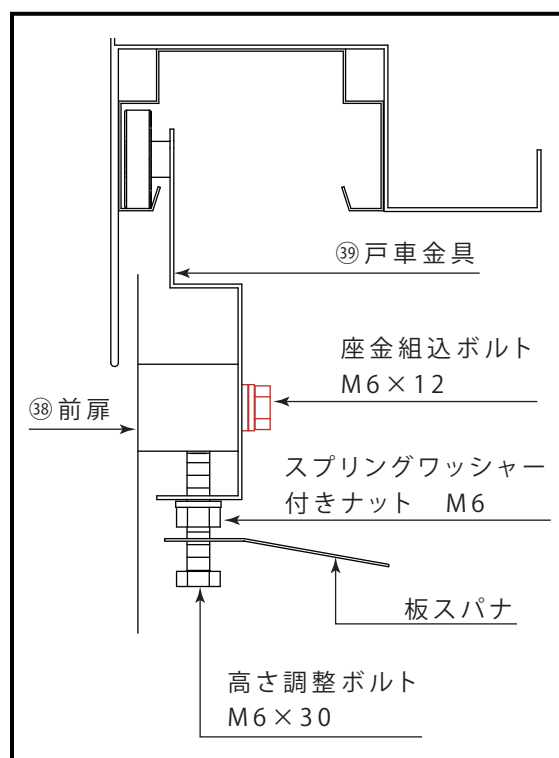 ㊴戸車金具
座金組込ボルト
M6×12
㊳前扉
スプリングワッシャー
付きナット　M6
板スパナ
高さ調整ボルト
M6×30